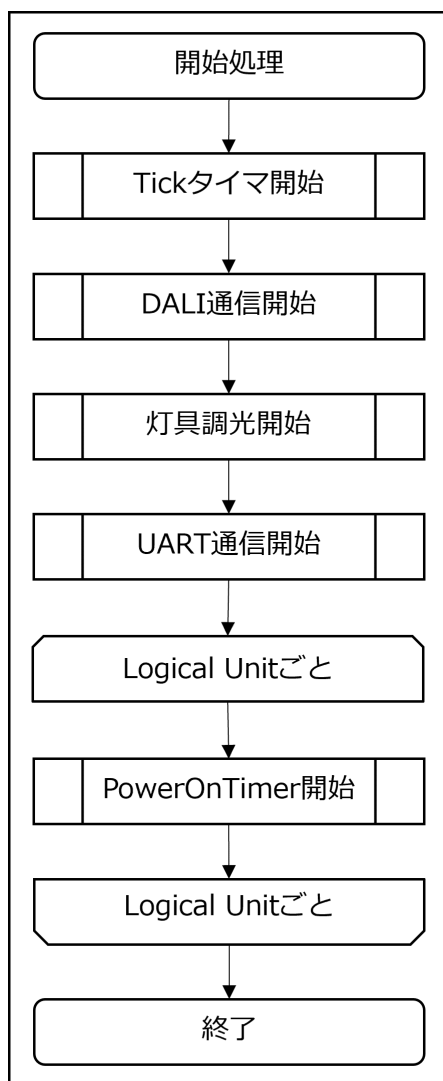 開始処理
Tickタイマ開始
DALI通信開始
灯具調光開始
UART通信開始
Logical Unitごと
PowerOnTimer開始
Logical Unitごと
終了